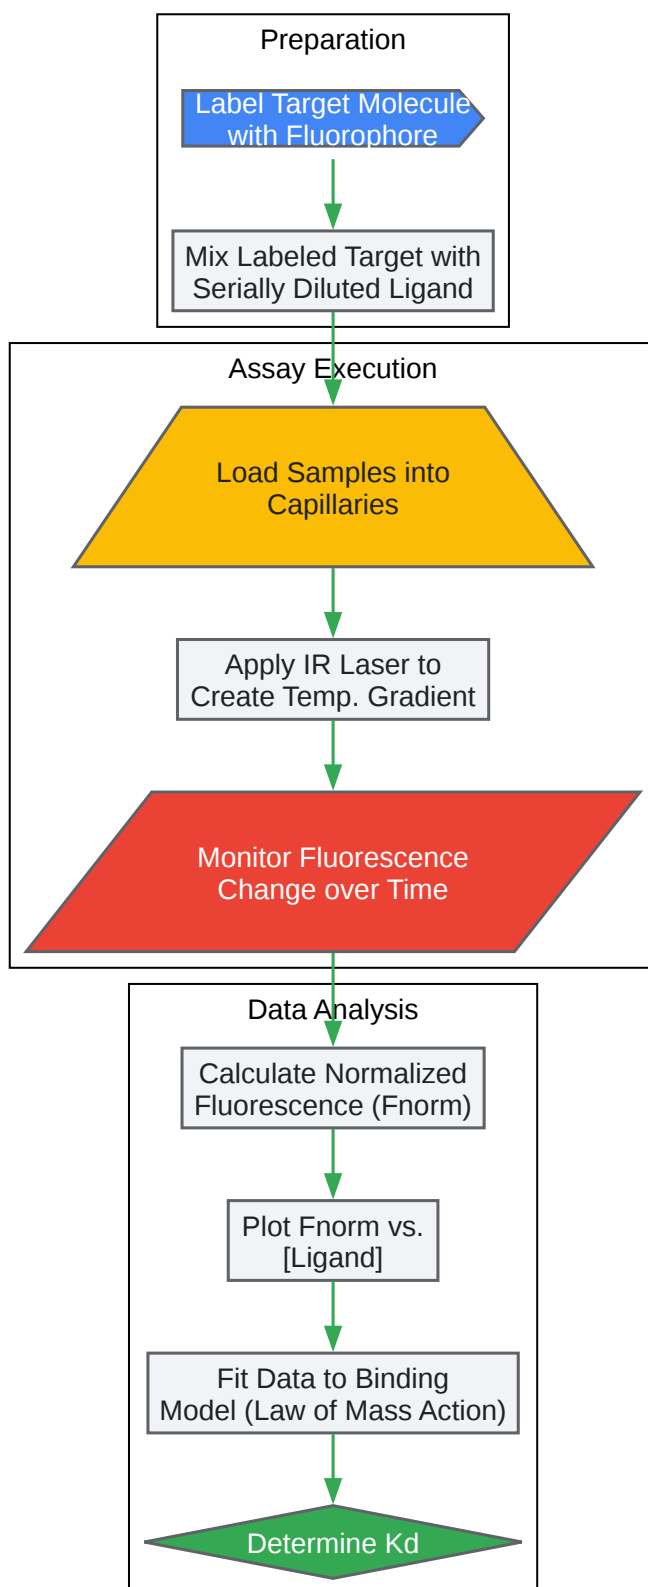 Preparation
Label Target Molecule
with Fluorophore
Mix Labeled Target with
Serially Diluted Ligand
Assay Execution
Load Samples into
Capillaries
Apply IR Laser to
Create Temp. Gradient
Monitor Fluorescence
Change over Time
Data Analysis
Calculate Normalized
Fluorescence (Fnorm)
Plot Fnorm vs.
[Ligand]
Fit Data to Binding
Model (Law of Mass Action)
Determine Kd